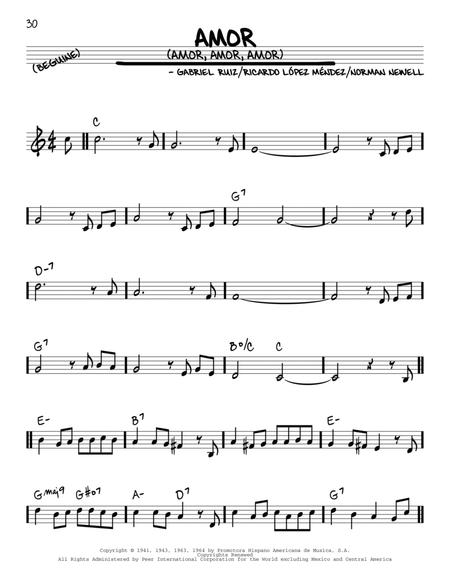 30
AMOR
(AMOR, AMOR, AMOR)
(BEGUINE)
- GABRIEL RUIZ/RICARDO LÓPEZ MÉNDEZ/NORMAN NEWELL
C
G7
D-7
G7
B°/C C
E- B7 E-
Gmaj9 G#°7 A- D7 G7
Copyright © 1941, 1943, 1963, 1964 by Promotora Hispano Americana de Musica, S.A.
Copyrights Renewed
All Rights Administered by Peer International Corporation for the World excluding Mexico and Central America